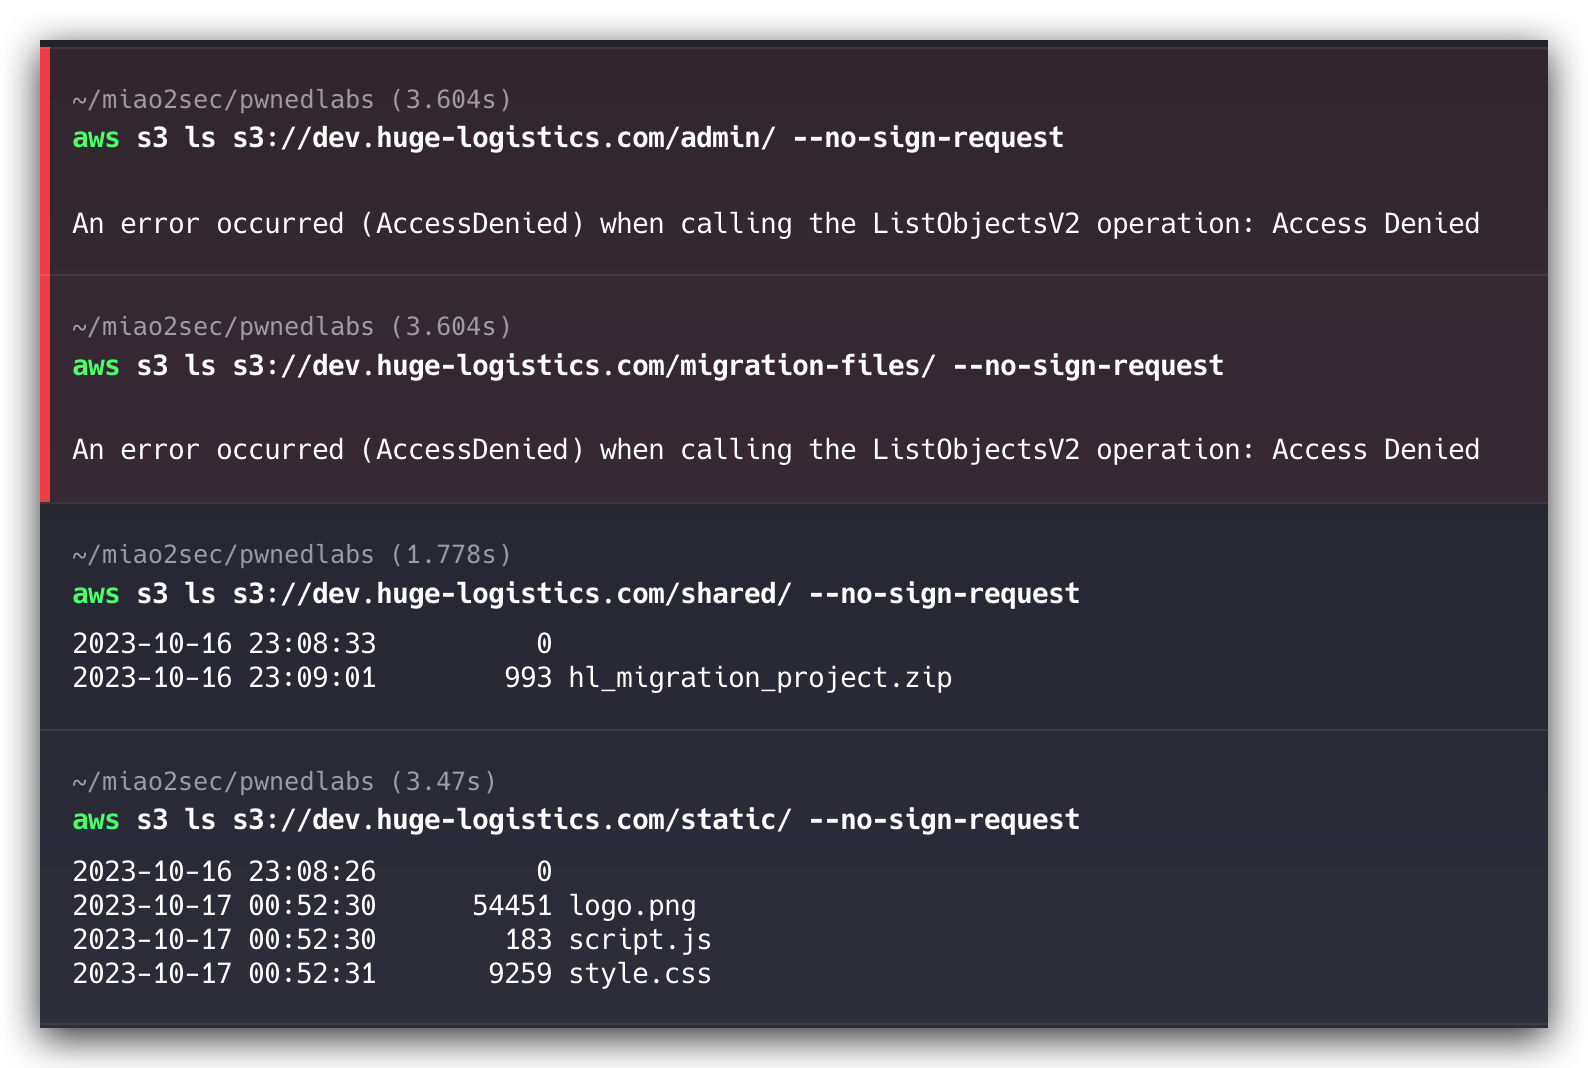 ~/miao2sec/pwnedlabs (3.604s)
aws s3 ls s3://dev.huge-logistics.com/admin/ --no-sign-request
An error occurred (AccessDenied) when calling the ListObjectsV2 operation: Access Denied
~/miao2sec/pwnedlabs (3.604s)
aws s3 ls s3://dev.huge-logistics.com/migration-files/ --no-sign-request
An error occurred (AccessDenied) when calling the ListObjectsV2 operation: Access Denied
~/miao2sec/pwnedlabs (1.778s)
aws s3 ls s3://dev.huge-logistics.com/shared/ --no-sign-request
2023-10-16 23:08:33          0
2023-10-16 23:09:01        993 hl_migration_project.zip
~/miao2sec/pwnedlabs (3.47s)
aws s3 ls s3://dev.huge-logistics.com/static/ --no-sign-request
2023-10-16 23:08:26          0
2023-10-17 00:52:30      54451 logo.png
2023-10-17 00:52:30        183 script.js
2023-10-17 00:52:31       9259 style.css